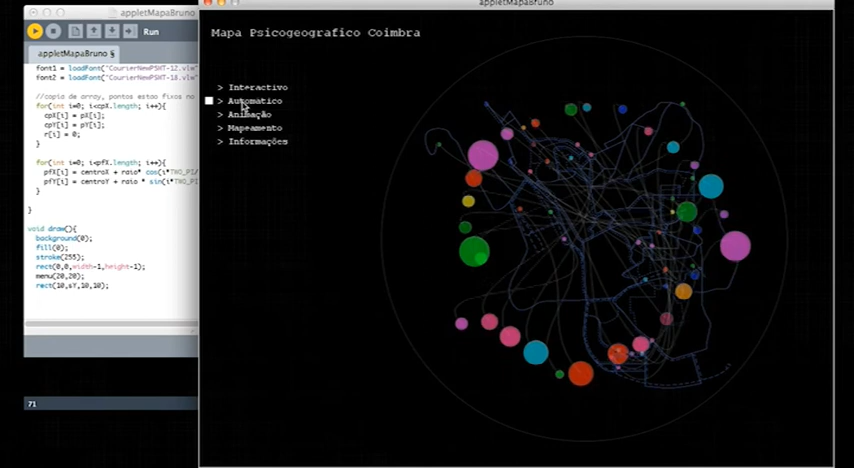 appletMapaBruno
appletMapaBruno
Run
appletMapaBruno §
font1 = loadFont("CourierNewPSMT-12.vlw"
font2 = loadFont("CourierNewPSMT-18.vlw"
//copia de array, pontos estao fixos no
for(int i=0; i<cpX.length; i++){
cpX[i] = pX[i];
cpY[i] = pY[i];
r[i] = 0;
}
for(int i=0; i<pfX.length; i++){
pfX[i] = centroX + raio* cos(i*TWO_PI/
pfY[i] = centroY + raio * sin(i*TWO_PI
}
}
void draw(){
background(0);
fill(0);
stroke(255);
rect(0,0,width-1,height-1);
menu(20,20);
rect(10,sY,10,10);
}
71
Mapa Psicogeografico Coimbra
> Interactivo
> Automatico
> Animação
> Mapeamento
> Informações